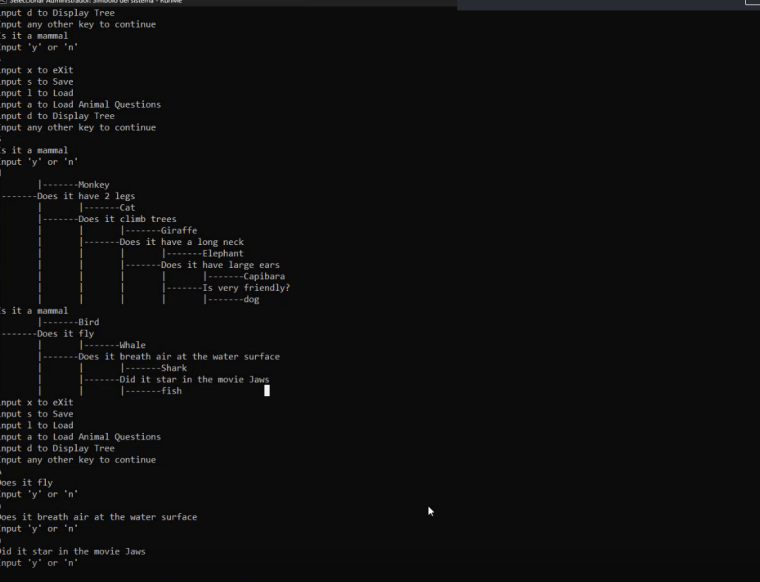 Seleccionar Administrador: Símbolo del sistema - RunMe
nput d to Display Tree
nput any other key to continue
s it a mammal
nput 'y' or 'n'
nput x to eXit
nput s to Save
nput l to Load
nput a to Load Animal Questions
nput d to Display Tree
nput any other key to continue
s it a mammal
nput 'y' or 'n'
|-------Monkey
-------Does it have 2 legs
| |-------Cat
|-------Does it climb trees
| | |-------Giraffe
| |-------Does it have a long neck
| | | |-------Elephant
| | |-------Does it have large ears
| | | | |-------Capibara
| | | |-------Is very friendly?
| | | | |-------dog
s it a mammal
|-------Bird
-------Does it fly
| |-------Whale
|-------Does it breath air at the water surface
| | |-------Shark
| |-------Did it star in the movie Jaws
| | |-------fish
nput x to eXit
nput s to Save
nput l to Load
nput a to Load Animal Questions
nput d to Display Tree
nput any other key to continue
Does it fly
nput 'y' or 'n'
Does it breath air at the water surface
nput 'y' or 'n'
Did it star in the movie Jaws
nput 'y' or 'n'